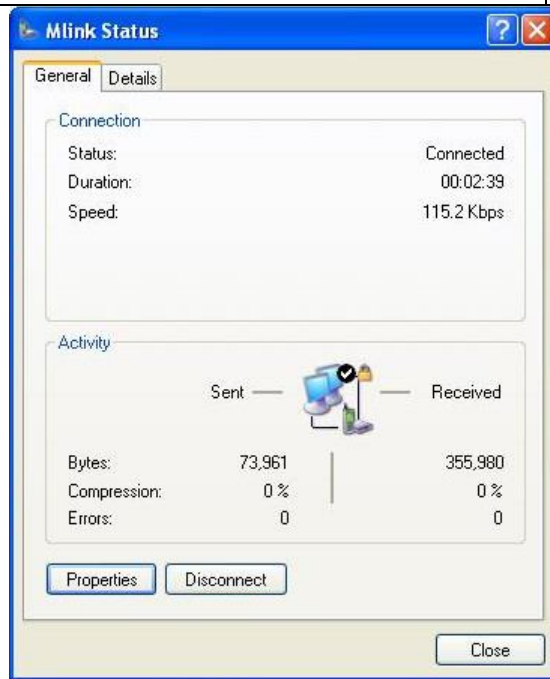 Mlink Status
General Details
Connection
Status: Connected
Duration: 00:02:39
Speed: 115.2 Kbps
Activity
Sent Received
Bytes: 73,961 355,980
Compression: 0 % 0 %
Errors: 0 0
Properties Disconnect
Close